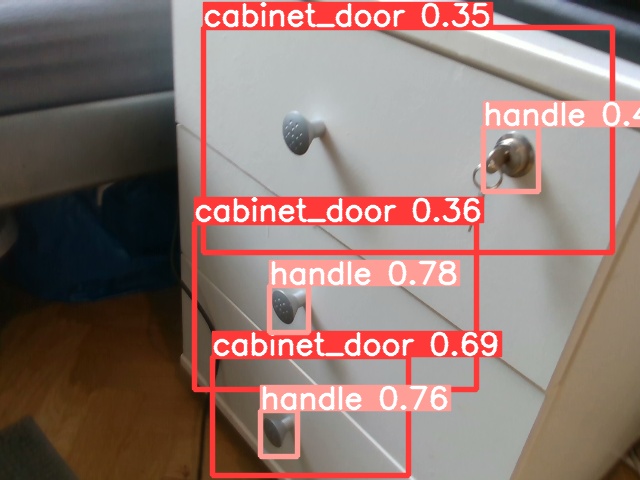 cabinet_door 0.35
handle 0.4
cabinet_door 0.36
handle 0.78
cabinet_door 0.69
handle 0.76